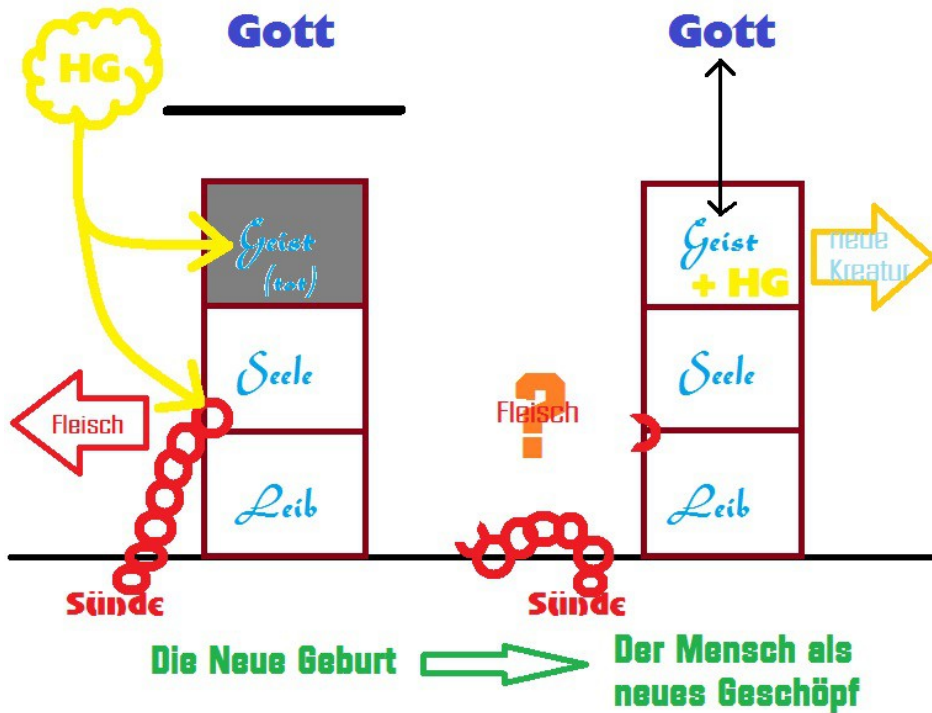 HG
Gott
Gott
Geist
(tot)
Geist
+ HG
neue
Kreatur
Seele
Seele
Fleisch
Fleisch
?
Leib
Leib
Sünde
Sünde
Die Neue Geburt
Der Mensch als
neues Geschöpf